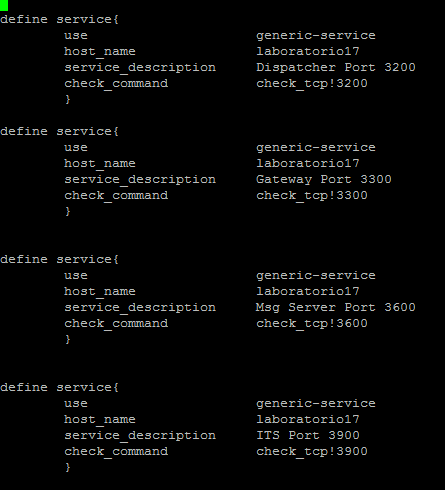 define service{
        use                     generic-service
        host_name               laboratorio17
        service_description     Dispatcher Port 3200
        check_command           check_tcp!3200
        }
define service{
        use                     generic-service
        host_name               laboratorio17
        service_description     Gateway Port 3300
        check_command           check_tcp!3300
        }
define service{
        use                     generic-service
        host_name               laboratorio17
        service_description     Msg Server Port 3600
        check_command           check_tcp!3600
        }
define service{
        use                     generic-service
        host_name               laboratorio17
        service_description     ITS Port 3900
        check_command           check_tcp!3900
        }